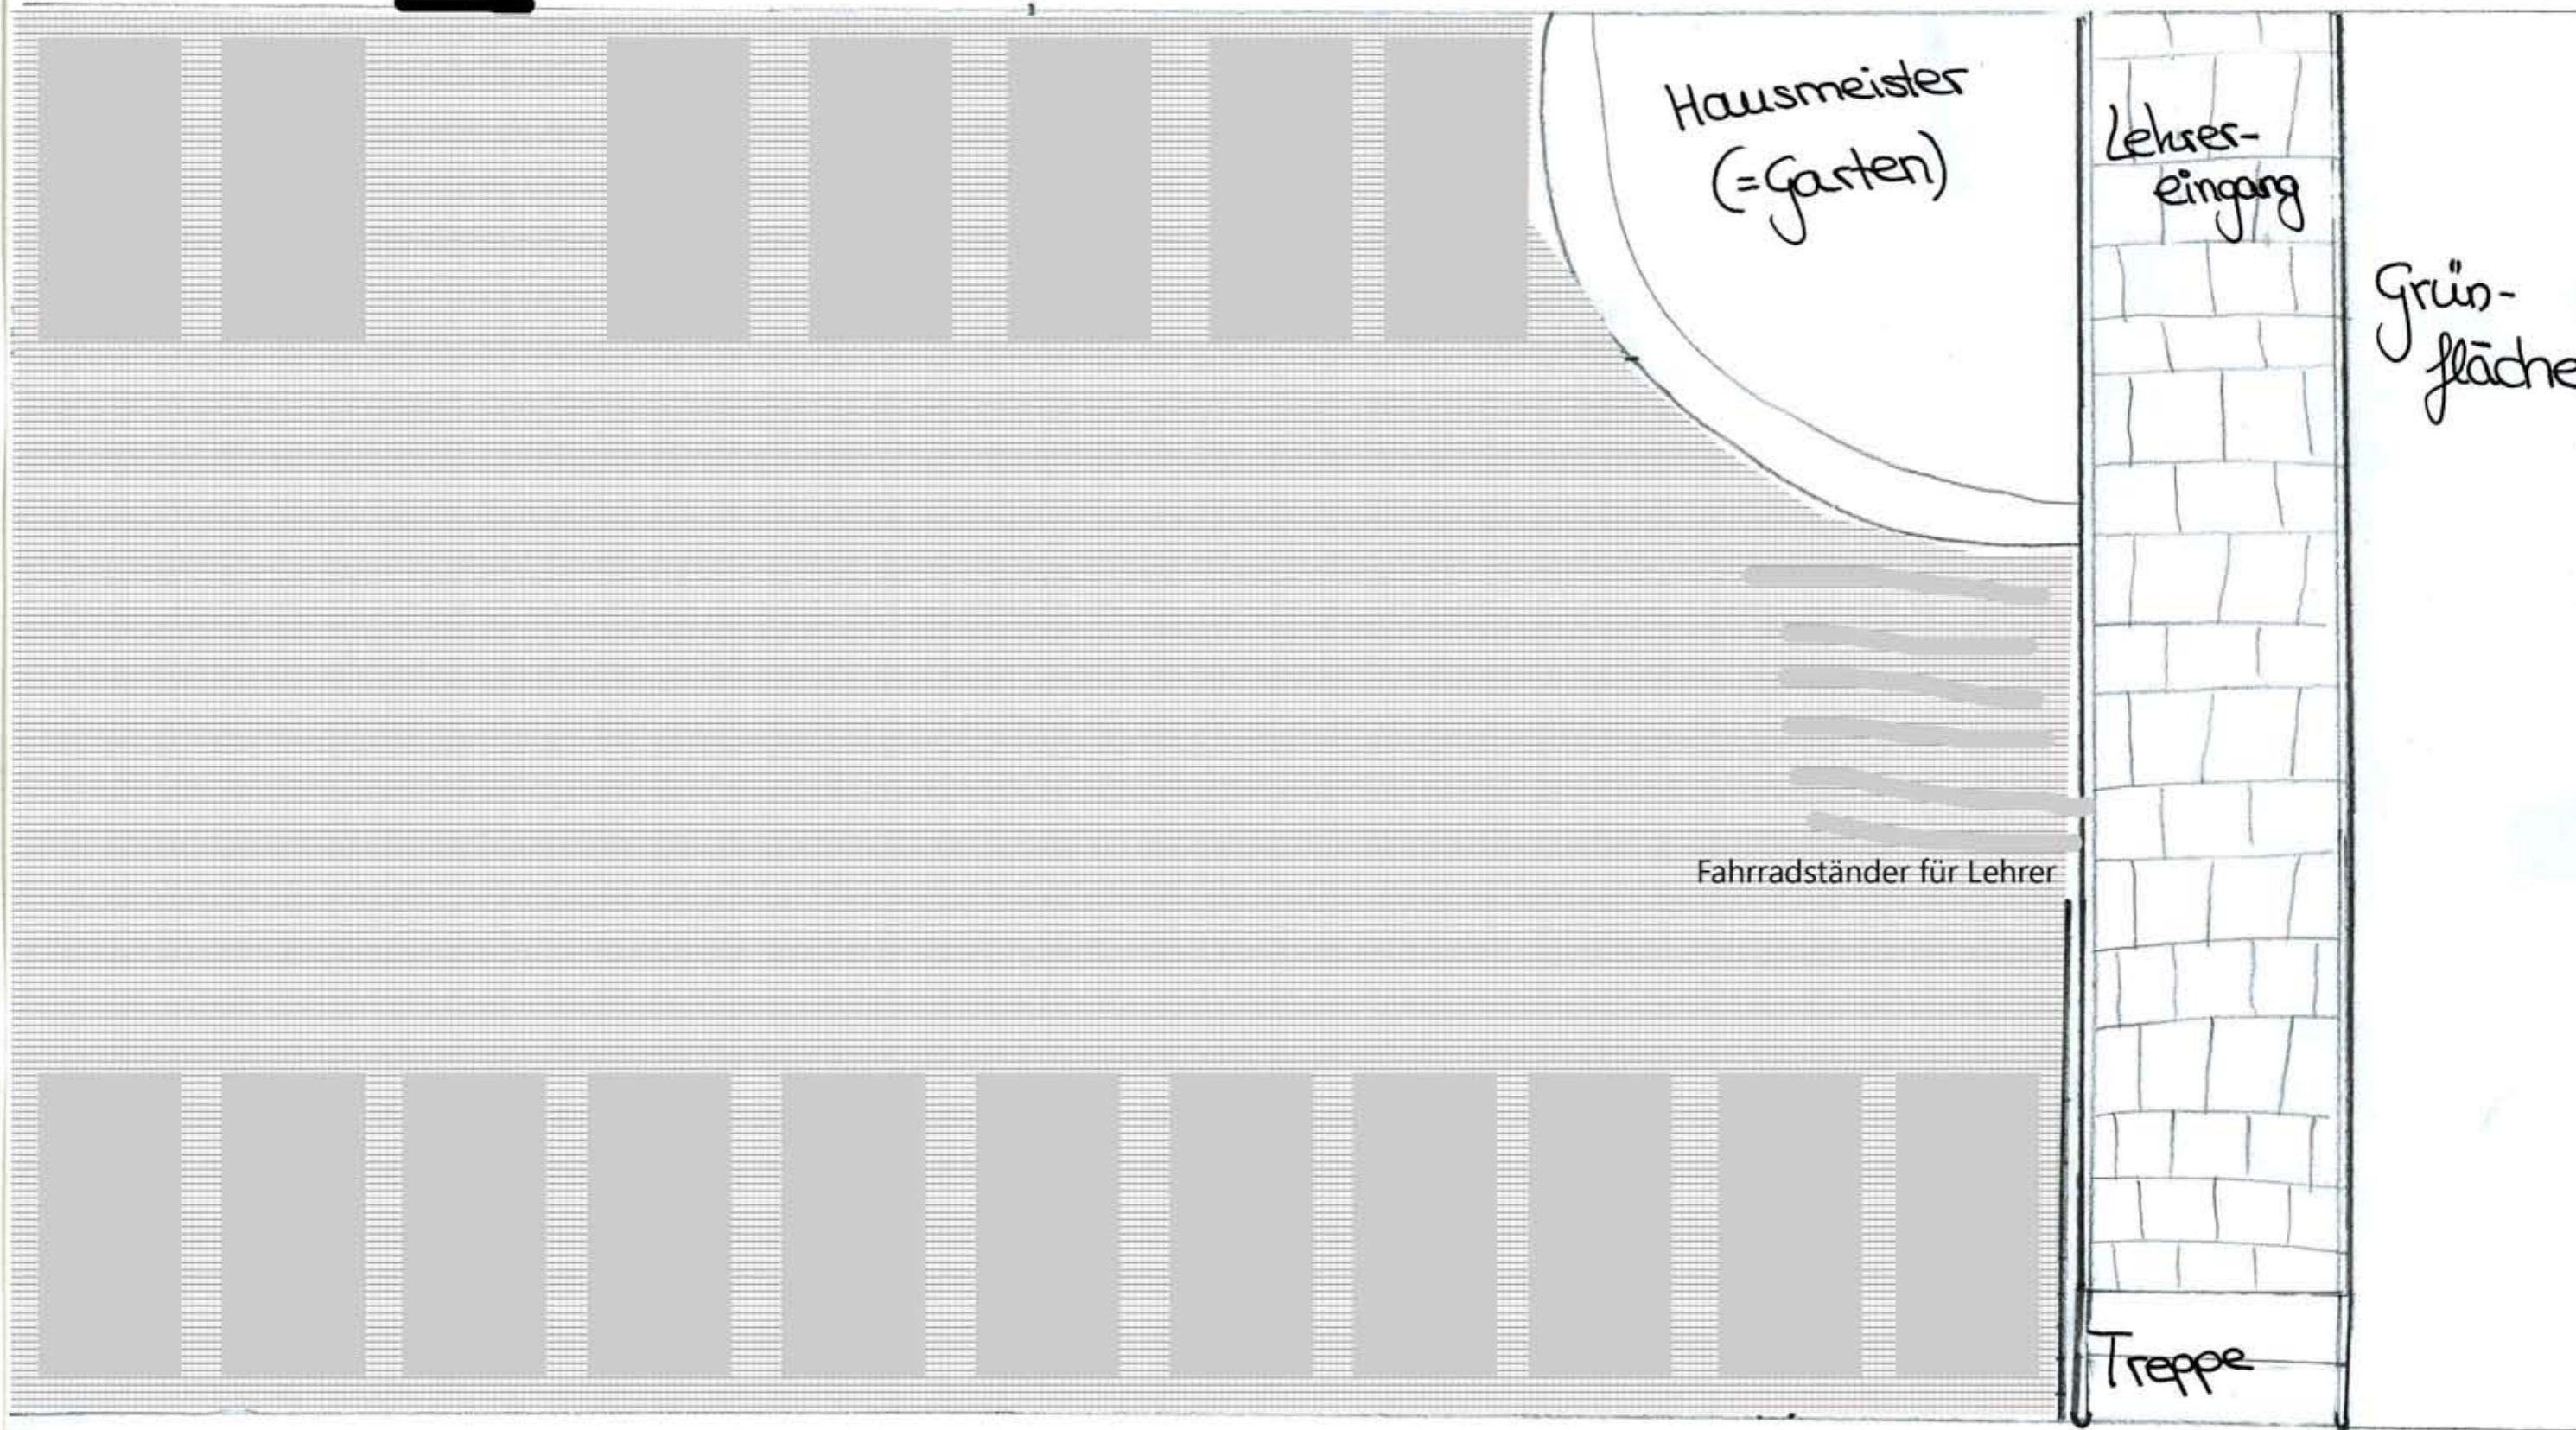 Hausmeister
(=Garten)
Lehrer-
eingang
Grün-
fläche
Fahrradständer für Lehrer
Treppe